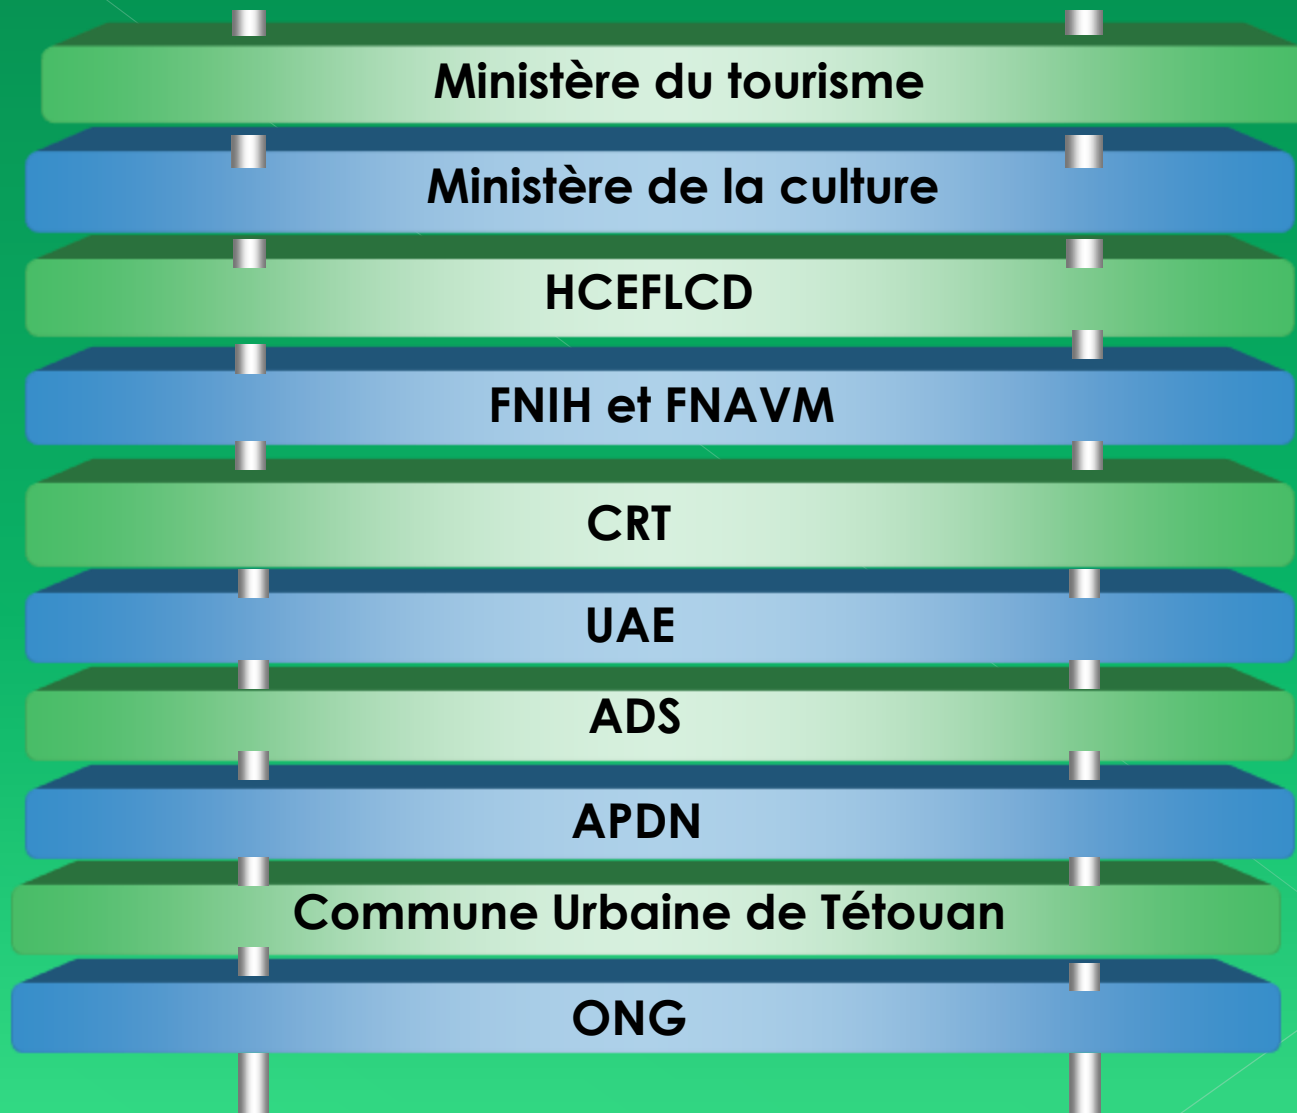 Ministère du tourisme
Ministère de la culture
HCEFLCD
FNIH et FNAVM
CRT
UAE
ADS
APDN
Commune Urbaine de Tétouan
ONG